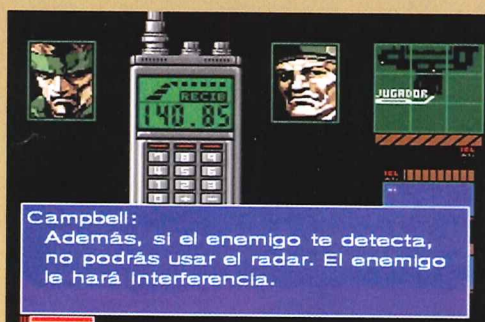 RECIB
140.85
JUGADOR
Campbell:
Además, si el enemigo te detecta,
no podrás usar el radar. El enemigo
le hará interferencia.